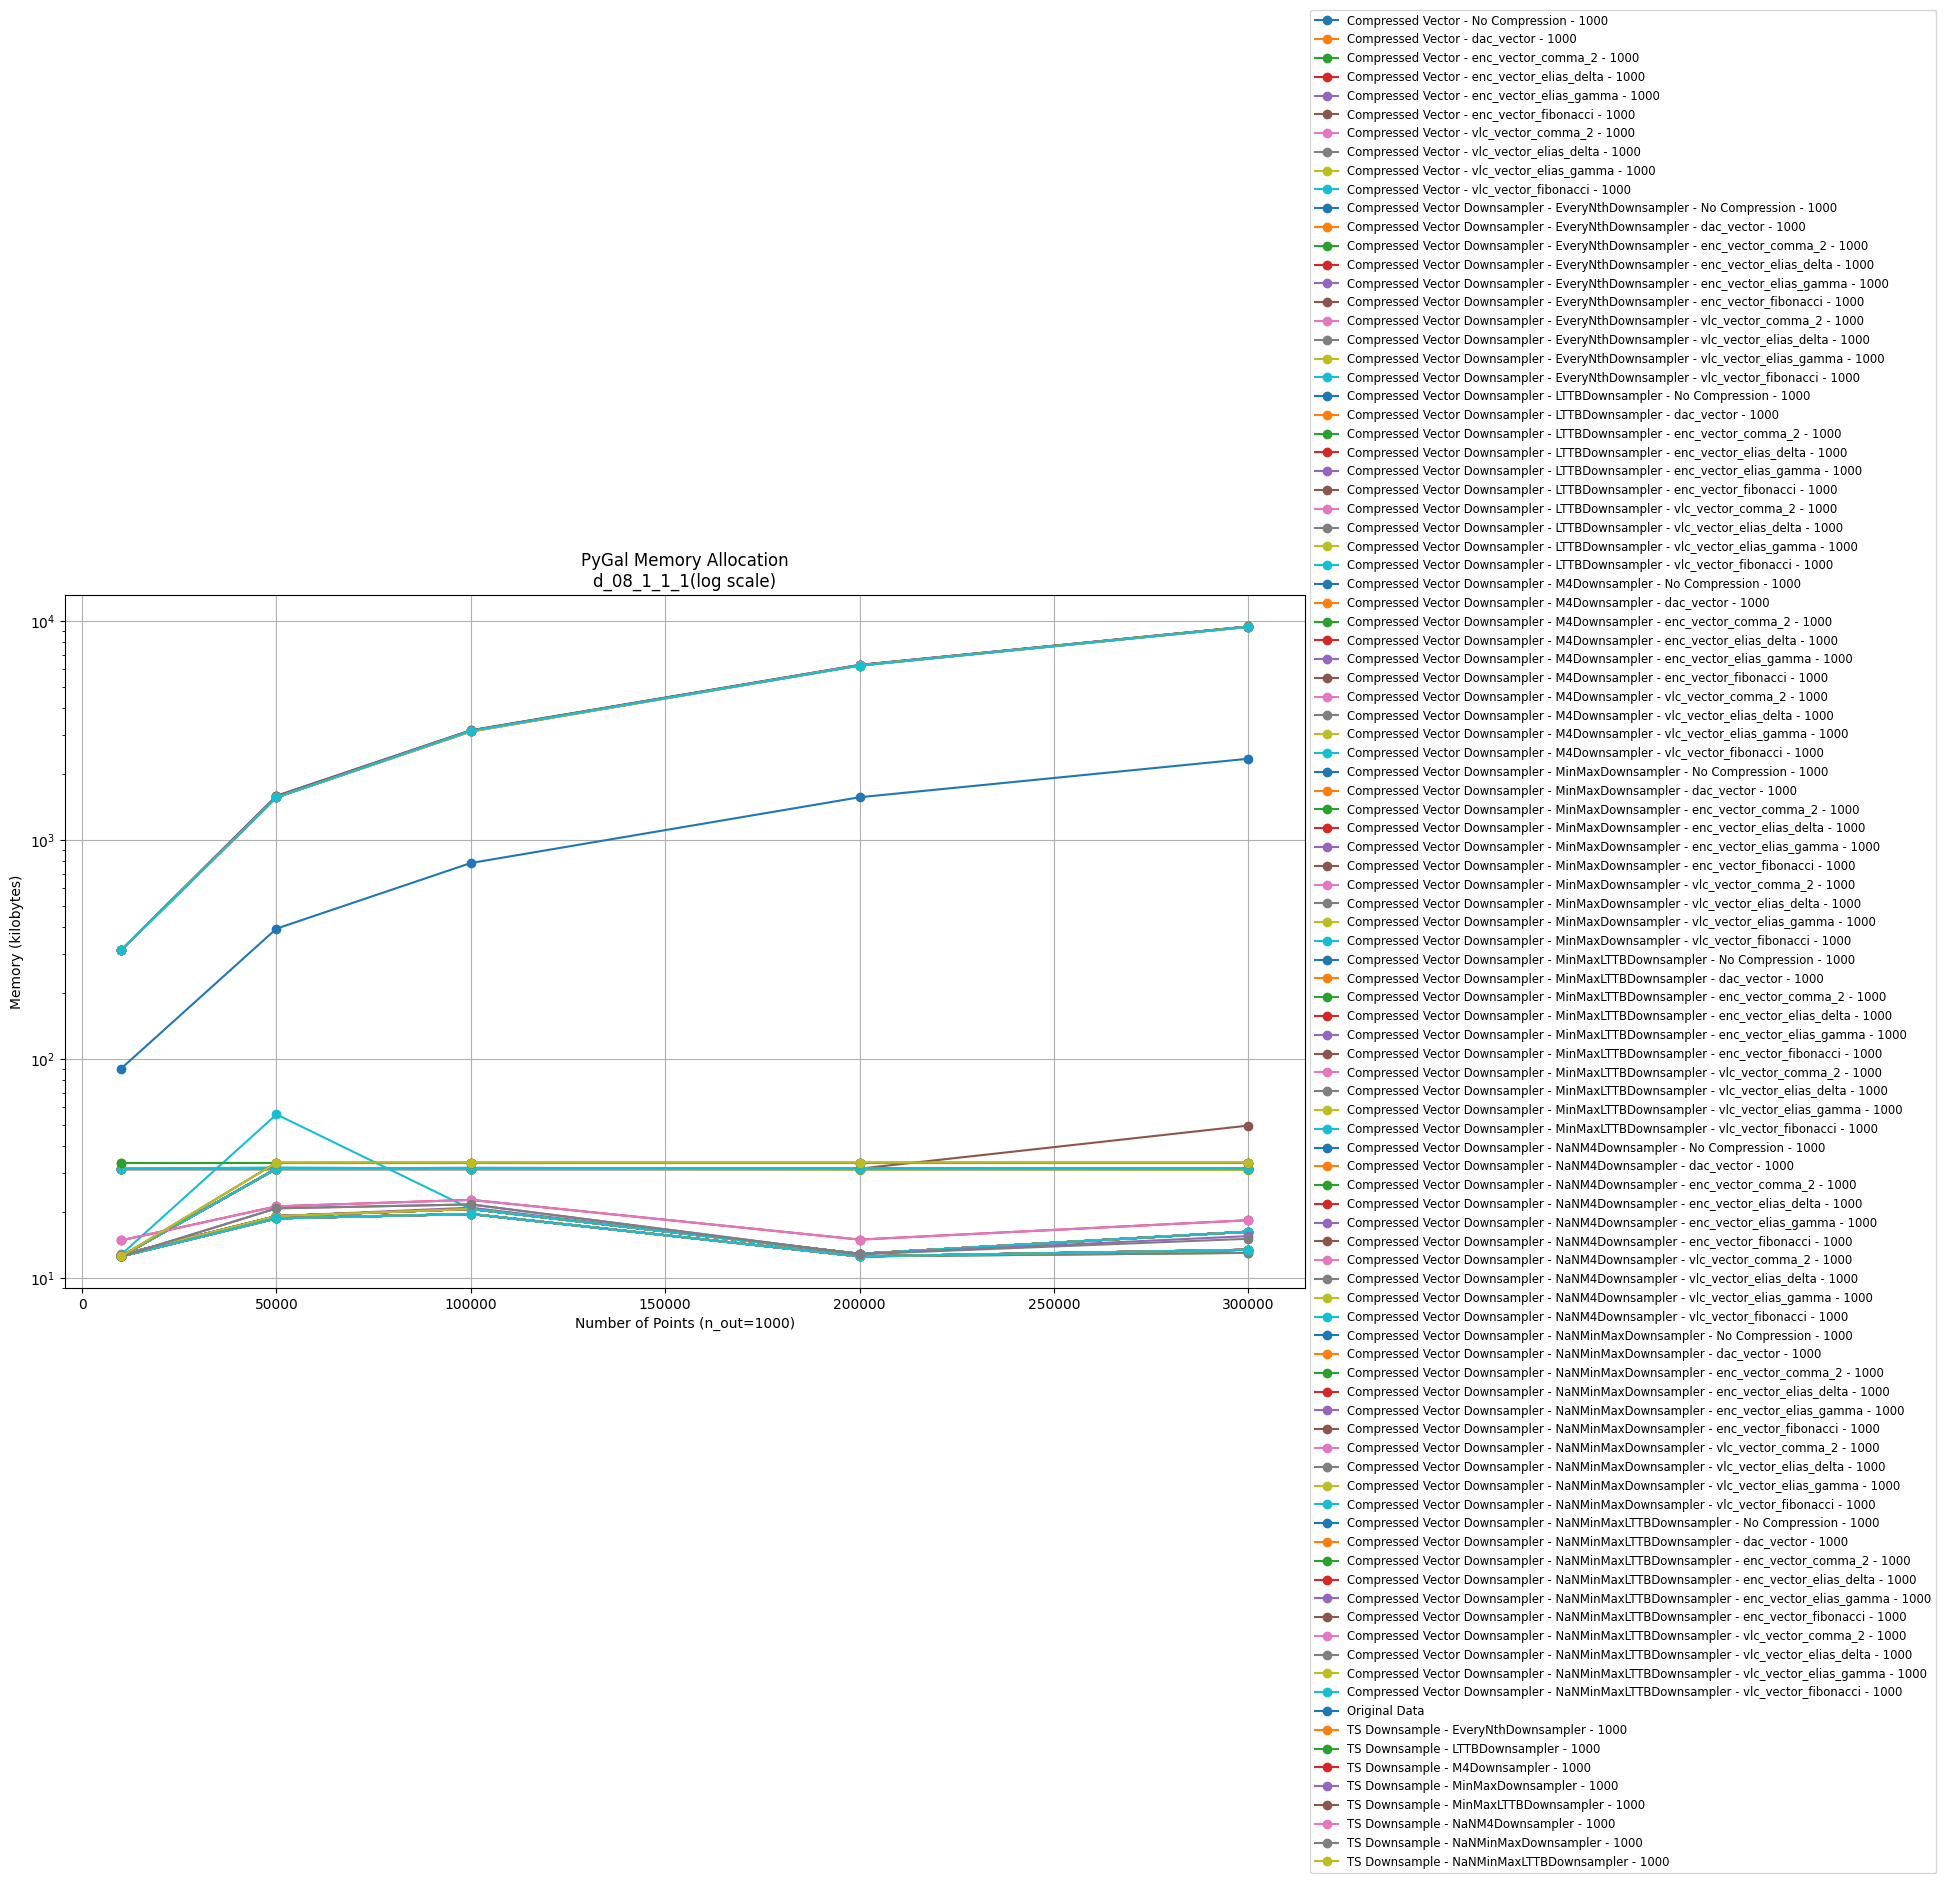 PyGal Memory Allocation
d_08_1_1_1(log scale)
Memory (kilobytes)
10^4
10^3
10^2
10^1
0
50000
100000
150000
200000
250000
300000
Number of Points (n_out=1000)
Compressed Vector - No Compression - 1000
Compressed Vector - dac_vector - 1000
Compressed Vector - enc_vector_comma_2 - 1000
Compressed Vector - enc_vector_elias_delta - 1000
Compressed Vector - enc_vector_elias_gamma - 1000
Compressed Vector - enc_vector_fibonacci - 1000
Compressed Vector - vlc_vector_comma_2 - 1000
Compressed Vector - vlc_vector_elias_delta - 1000
Compressed Vector - vlc_vector_elias_gamma - 1000
Compressed Vector - vlc_vector_fibonacci - 1000
Compressed Vector Downsampler - EveryNthDownsampler - No Compression - 1000
Compressed Vector Downsampler - EveryNthDownsampler - dac_vector - 1000
Compressed Vector Downsampler - EveryNthDownsampler - enc_vector_comma_2 - 1000
Compressed Vector Downsampler - EveryNthDownsampler - enc_vector_elias_delta - 1000
Compressed Vector Downsampler - EveryNthDownsampler - enc_vector_elias_gamma - 1000
Compressed Vector Downsampler - EveryNthDownsampler - enc_vector_fibonacci - 1000
Compressed Vector Downsampler - EveryNthDownsampler - vlc_vector_comma_2 - 1000
Compressed Vector Downsampler - EveryNthDownsampler - vlc_vector_elias_delta - 1000
Compressed Vector Downsampler - EveryNthDownsampler - vlc_vector_elias_gamma - 1000
Compressed Vector Downsampler - EveryNthDownsampler - vlc_vector_fibonacci - 1000
Compressed Vector Downsampler - LTTBDownsampler - No Compression - 1000
Compressed Vector Downsampler - LTTBDownsampler - dac_vector - 1000
Compressed Vector Downsampler - LTTBDownsampler - enc_vector_comma_2 - 1000
Compressed Vector Downsampler - LTTBDownsampler - enc_vector_elias_delta - 1000
Compressed Vector Downsampler - LTTBDownsampler - enc_vector_elias_gamma - 1000
Compressed Vector Downsampler - LTTBDownsampler - enc_vector_fibonacci - 1000
Compressed Vector Downsampler - LTTBDownsampler - vlc_vector_comma_2 - 1000
Compressed Vector Downsampler - LTTBDownsampler - vlc_vector_elias_delta - 1000
Compressed Vector Downsampler - LTTBDownsampler - vlc_vector_elias_gamma - 1000
Compressed Vector Downsampler - LTTBDownsampler - vlc_vector_fibonacci - 1000
Compressed Vector Downsampler - M4Downsampler - No Compression - 1000
Compressed Vector Downsampler - M4Downsampler - dac_vector - 1000
Compressed Vector Downsampler - M4Downsampler - enc_vector_comma_2 - 1000
Compressed Vector Downsampler - M4Downsampler - enc_vector_elias_delta - 1000
Compressed Vector Downsampler - M4Downsampler - enc_vector_elias_gamma - 1000
Compressed Vector Downsampler - M4Downsampler - enc_vector_fibonacci - 1000
Compressed Vector Downsampler - M4Downsampler - vlc_vector_comma_2 - 1000
Compressed Vector Downsampler - M4Downsampler - vlc_vector_elias_delta - 1000
Compressed Vector Downsampler - M4Downsampler - vlc_vector_elias_gamma - 1000
Compressed Vector Downsampler - M4Downsampler - vlc_vector_fibonacci - 1000
Compressed Vector Downsampler - MinMaxDownsampler - No Compression - 1000
Compressed Vector Downsampler - MinMaxDownsampler - dac_vector - 1000
Compressed Vector Downsampler - MinMaxDownsampler - enc_vector_comma_2 - 1000
Compressed Vector Downsampler - MinMaxDownsampler - enc_vector_elias_delta - 1000
Compressed Vector Downsampler - MinMaxDownsampler - enc_vector_elias_gamma - 1000
Compressed Vector Downsampler - MinMaxDownsampler - enc_vector_fibonacci - 1000
Compressed Vector Downsampler - MinMaxDownsampler - vlc_vector_comma_2 - 1000
Compressed Vector Downsampler - MinMaxDownsampler - vlc_vector_elias_delta - 1000
Compressed Vector Downsampler - MinMaxDownsampler - vlc_vector_elias_gamma - 1000
Compressed Vector Downsampler - MinMaxDownsampler - vlc_vector_fibonacci - 1000
Compressed Vector Downsampler - MinMaxLTTBDownsampler - No Compression - 1000
Compressed Vector Downsampler - MinMaxLTTBDownsampler - dac_vector - 1000
Compressed Vector Downsampler - MinMaxLTTBDownsampler - enc_vector_comma_2 - 1000
Compressed Vector Downsampler - MinMaxLTTBDownsampler - enc_vector_elias_delta - 1000
Compressed Vector Downsampler - MinMaxLTTBDownsampler - enc_vector_elias_gamma - 1000
Compressed Vector Downsampler - MinMaxLTTBDownsampler - enc_vector_fibonacci - 1000
Compressed Vector Downsampler - MinMaxLTTBDownsampler - vlc_vector_comma_2 - 1000
Compressed Vector Downsampler - MinMaxLTTBDownsampler - vlc_vector_elias_delta - 1000
Compressed Vector Downsampler - MinMaxLTTBDownsampler - vlc_vector_elias_gamma - 1000
Compressed Vector Downsampler - MinMaxLTTBDownsampler - vlc_vector_fibonacci - 1000
Compressed Vector Downsampler - NaNM4Downsampler - No Compression - 1000
Compressed Vector Downsampler - NaNM4Downsampler - dac_vector - 1000
Compressed Vector Downsampler - NaNM4Downsampler - enc_vector_comma_2 - 1000
Compressed Vector Downsampler - NaNM4Downsampler - enc_vector_elias_delta - 1000
Compressed Vector Downsampler - NaNM4Downsampler - enc_vector_elias_gamma - 1000
Compressed Vector Downsampler - NaNM4Downsampler - enc_vector_fibonacci - 1000
Compressed Vector Downsampler - NaNM4Downsampler - vlc_vector_comma_2 - 1000
Compressed Vector Downsampler - NaNM4Downsampler - vlc_vector_elias_delta - 1000
Compressed Vector Downsampler - NaNM4Downsampler - vlc_vector_elias_gamma - 1000
Compressed Vector Downsampler - NaNM4Downsampler - vlc_vector_fibonacci - 1000
Compressed Vector Downsampler - NaNMinMaxDownsampler - No Compression - 1000
Compressed Vector Downsampler - NaNMinMaxDownsampler - dac_vector - 1000
Compressed Vector Downsampler - NaNMinMaxDownsampler - enc_vector_comma_2 - 1000
Compressed Vector Downsampler - NaNMinMaxDownsampler - enc_vector_elias_delta - 1000
Compressed Vector Downsampler - NaNMinMaxDownsampler - enc_vector_elias_gamma - 1000
Compressed Vector Downsampler - NaNMinMaxDownsampler - enc_vector_fibonacci - 1000
Compressed Vector Downsampler - NaNMinMaxDownsampler - vlc_vector_comma_2 - 1000
Compressed Vector Downsampler - NaNMinMaxDownsampler - vlc_vector_elias_delta - 1000
Compressed Vector Downsampler - NaNMinMaxDownsampler - vlc_vector_elias_gamma - 1000
Compressed Vector Downsampler - NaNMinMaxDownsampler - vlc_vector_fibonacci - 1000
Compressed Vector Downsampler - NaNMinMaxLTTBDownsampler - No Compression - 1000
Compressed Vector Downsampler - NaNMinMaxLTTBDownsampler - dac_vector - 1000
Compressed Vector Downsampler - NaNMinMaxLTTBDownsampler - enc_vector_comma_2 - 1000
Compressed Vector Downsampler - NaNMinMaxLTTBDownsampler - enc_vector_elias_delta - 1000
Compressed Vector Downsampler - NaNMinMaxLTTBDownsampler - enc_vector_elias_gamma - 1000
Compressed Vector Downsampler - NaNMinMaxLTTBDownsampler - enc_vector_fibonacci - 1000
Compressed Vector Downsampler - NaNMinMaxLTTBDownsampler - vlc_vector_comma_2 - 1000
Compressed Vector Downsampler - NaNMinMaxLTTBDownsampler - vlc_vector_elias_delta - 1000
Compressed Vector Downsampler - NaNMinMaxLTTBDownsampler - vlc_vector_elias_gamma - 1000
Compressed Vector Downsampler - NaNMinMaxLTTBDownsampler - vlc_vector_fibonacci - 1000
Original Data
TS Downsample - EveryNthDownsampler - 1000
TS Downsample - LTTBDownsampler - 1000
TS Downsample - M4Downsampler - 1000
TS Downsample - MinMaxDownsampler - 1000
TS Downsample - MinMaxLTTBDownsampler - 1000
TS Downsample - NaNM4Downsampler - 1000
TS Downsample - NaNMinMaxDownsampler - 1000
TS Downsample - NaNMinMaxLTTBDownsampler - 1000